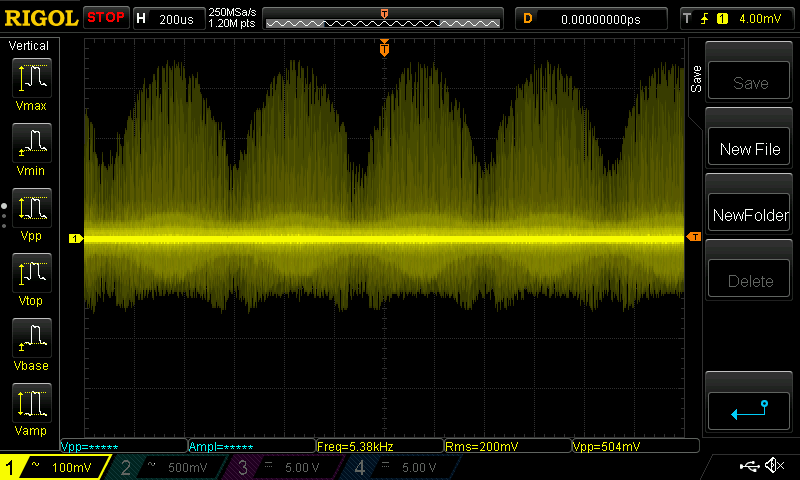 RIGOL STOP H 200us 250MSa/s D 0.00000000ps T 1 4.00mV
1.20M pts
T
Vertical
Vmax
Vmin
Vpp
Vtop
Vbase
Vamp
T
1
T
Save
Save
New File
NewFolder
Delete
Vpp=***** Ampl=***** Freq=5.38kHz Rms=200mV Vpp=504mV
1 ~ 100mV 2 ~ 500mV 3 = 5.00 V 4 = 5.00 V